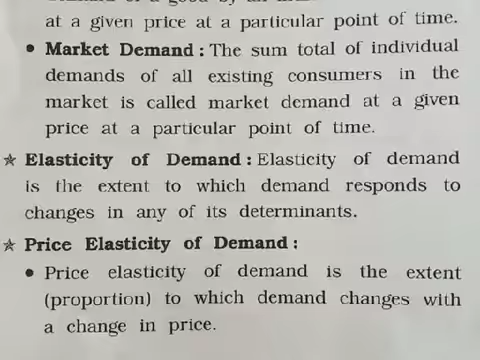 at a given price at a particular point of time.
• Market Demand : The sum total of individual
demands of all existing consumers in the
market is called market demand at a given
price at a particular point of time.
★ Elasticity of Demand : Elasticity of demand
is the extent to which demand responds to
changes in any of its determinants.
★ Price Elasticity of Demand :
• Price elasticity of demand is the extent
(proportion) to which demand changes with
a change in price.